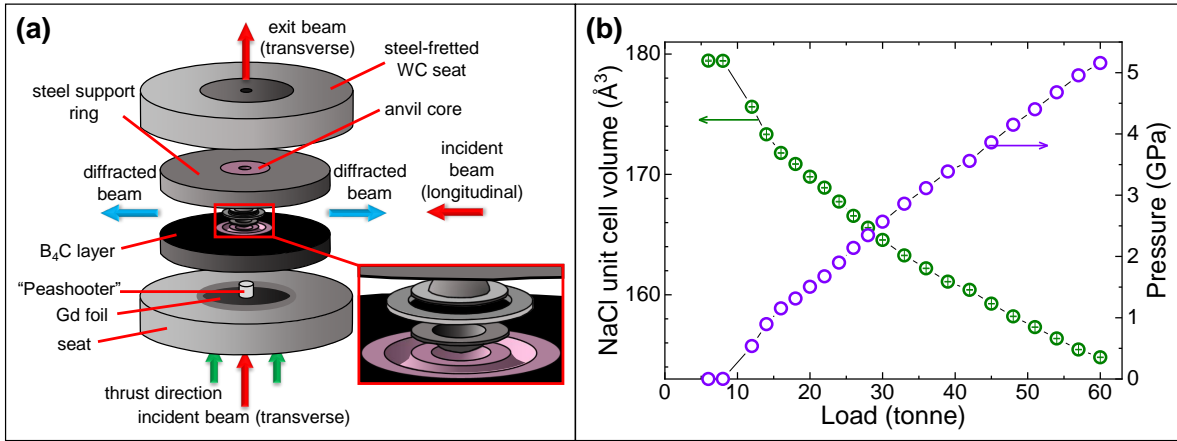 (a)
exit beam
(transverse)
steel-fretted
WC seat
steel support
ring
anvil core
diffracted
beam
diffracted
beam
incident
beam
(longitudinal)
B₄C layer
“Peashooter”
Gd foil
seat
thrust direction
incident beam (transverse)
(b)
NaCl unit cell volume (Å³)
180
170
160
0
10
20
30
40
50
60
Load (tonne)
5
4
3
2
1
0
Pressure (GPa)